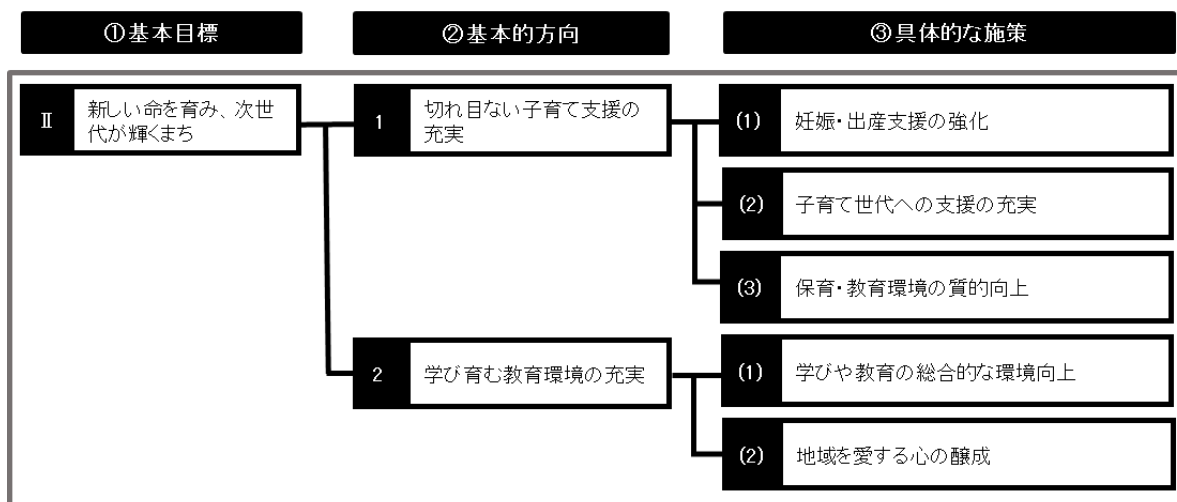 ①基本目標
②基本的方向
③具体的な施策
Ⅱ
新しい命を育み、次世
代が輝くまち
1
切れ目ない子育て支援の
充実
(1)
妊娠・出産支援の強化
(2)
子育て世代への支援の充実
(3)
保育・教育環境の質的向上
2
学び育む教育環境の充実
(1)
学びや教育の総合的な環境向上
(2)
地域を愛する心の醸成